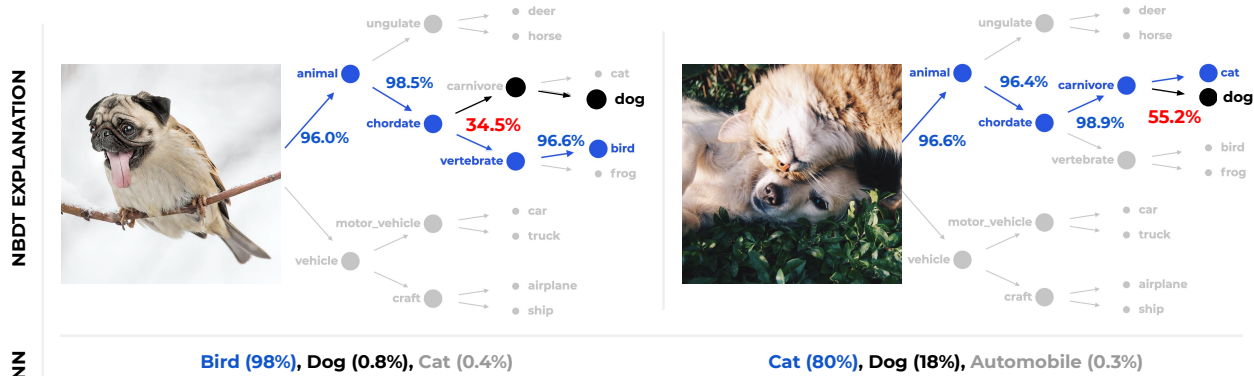 NBDT EXPLANATION
ungulate
deer
horse
animal
98.5%
carnivore
cat
dog
chordate
34.5%
96.0%
96.6%
vertebrate
bird
frog
motor_vehicle
car
truck
vehicle
craft
airplane
ship
ungulate
deer
horse
animal
96.4%
carnivore
cat
dog
chordate
98.9%
55.2%
96.6%
vertebrate
bird
frog
motor_vehicle
car
truck
vehicle
craft
airplane
ship
NN
Bird (98%), Dog (0.8%), Cat (0.4%)
Cat (80%), Dog (18%), Automobile (0.3%)